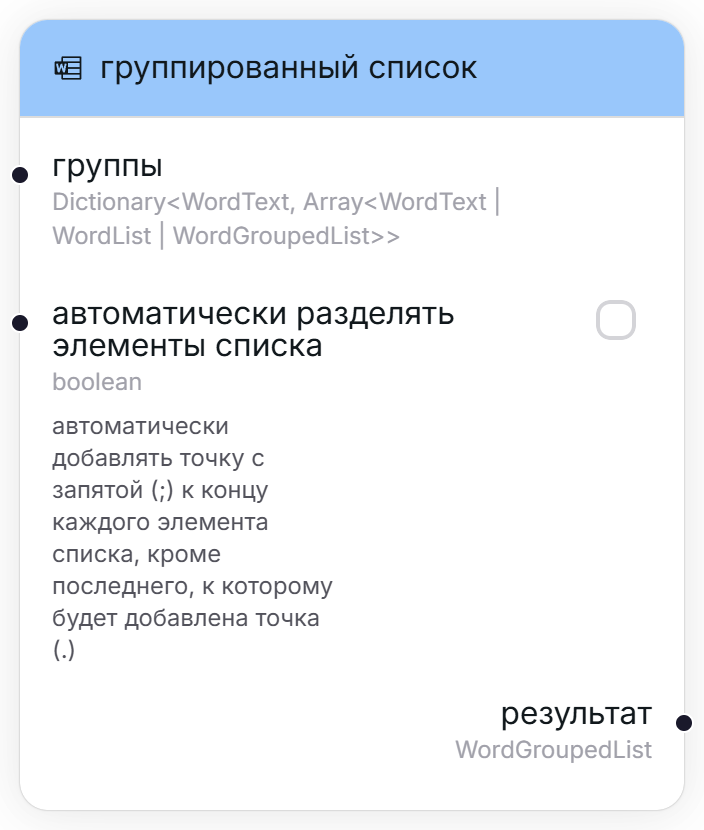 группированный список
группы
Dictionary<WordText, Array<WordText |
WordList | WordGroupedList>>
автоматически разделять
элементы списка
boolean
автоматически
добавлять точку с
запятой (;) к концу
каждого элемента
списка, кроме
последнего, к которому
будет добавлена точка
(.)
результат
WordGroupedList